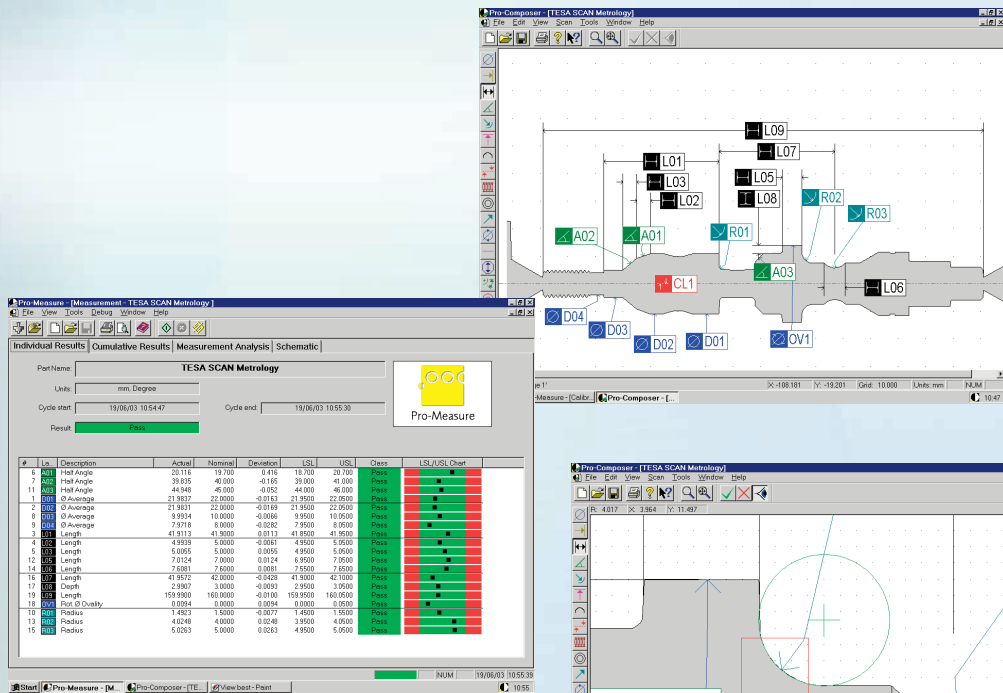 Pro-Composer - [TESA SCAN Metrology]
File Edit View Scan Tools Window Help
L09
L07
L01
L05
L03
L02
L08
R02
R03
R01
A02
A01
A03
CL1
L06
D04
D03
D02
D01
OV1
X: -108.181 Y: -19.201 Grid: 10.000 Units: mm NUM
-Measure - [Calibr... Pro-Composer - [... 10:47
Pro-Measure - [Measurement - TESA SCAN Metrology ]
File View Tools Debug Window Help
Individual Results Cumulative Results Measurement Analysis Schematic
Part Name: TESA SCAN Metrology
Units: mm, Degree
Cycle start: 19/06/03 10:54:47 Cycle end: 19/06/03 10:55:30
Result: Pass
Pro-Measure
# La.. Description Actual Nominal Deviation LSL USL Class LSL/USL Chart
6 A01 Half Angle 20.116 19.700 0.416 18.700 20.700 Pass
7 A02 Half Angle 39.835 40.000 -0.165 39.000 41.000 Pass
11 A03 Half Angle 44.948 45.000 -0.052 44.000 46.000 Pass
1 D01 Ø Average 21.9837 22.0000 -0.0163 21.9500 22.0500 Pass
2 D02 Ø Average 21.9831 22.0000 -0.0169 21.9500 22.0500 Pass
8 D03 Ø Average 9.9934 10.0000 -0.0066 9.9500 10.0500 Pass
9 D04 Ø Average 7.9718 8.0000 -0.0282 7.9500 8.0500 Pass
3 L01 Length 41.9113 41.9000 0.0113 41.8500 41.9500 Pass
4 L02 Length 4.9939 5.0000 -0.0061 4.9500 5.0500 Pass
5 L03 Length 5.0055 5.0000 0.0055 4.9500 5.0500 Pass
12 L05 Length 7.0124 7.0000 0.0124 6.9500 7.0500 Pass
14 L06 Length 7.6081 7.6000 0.0081 7.5500 7.6500 Pass
16 L07 Length 41.9572 42.0000 -0.0428 41.9000 42.1000 Pass
17 L08 Depth 2.9907 3.0000 -0.0093 2.9500 3.0500 Pass
19 L09 Length 159.9900 160.0000 -0.0100 159.9500 160.0500 Pass
18 OV1 Rot. Ø Ovality 0.0094 0.0000 0.0094 0.0000 0.0500 Pass
10 R01 Radius 1.4923 1.5000 -0.0077 1.4500 1.5500 Pass
13 R02 Radius 4.0248 4.0000 0.0248 3.9500 4.0500 Pass
15 R03 Radius 5.0263 5.0000 0.0263 4.9500 5.0500 Pass
NUM 19/06/03 10:55:39
Start Pro-Measure - [M... Pro-Composer - [TE... View best - Paint 10:55
Pro-Composer - [TESA SCAN Metrology]
File Edit View Scan Tools Window Help
R: 4.017 X: 3.964 Y: 11.497